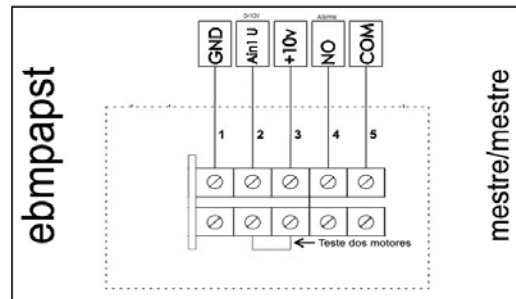 ebmpapst
0-10V
Alarme
GND
Ain1 U
+10v
NO
COM
1
2
3
4
5
Teste dos motores
mestre/mestre